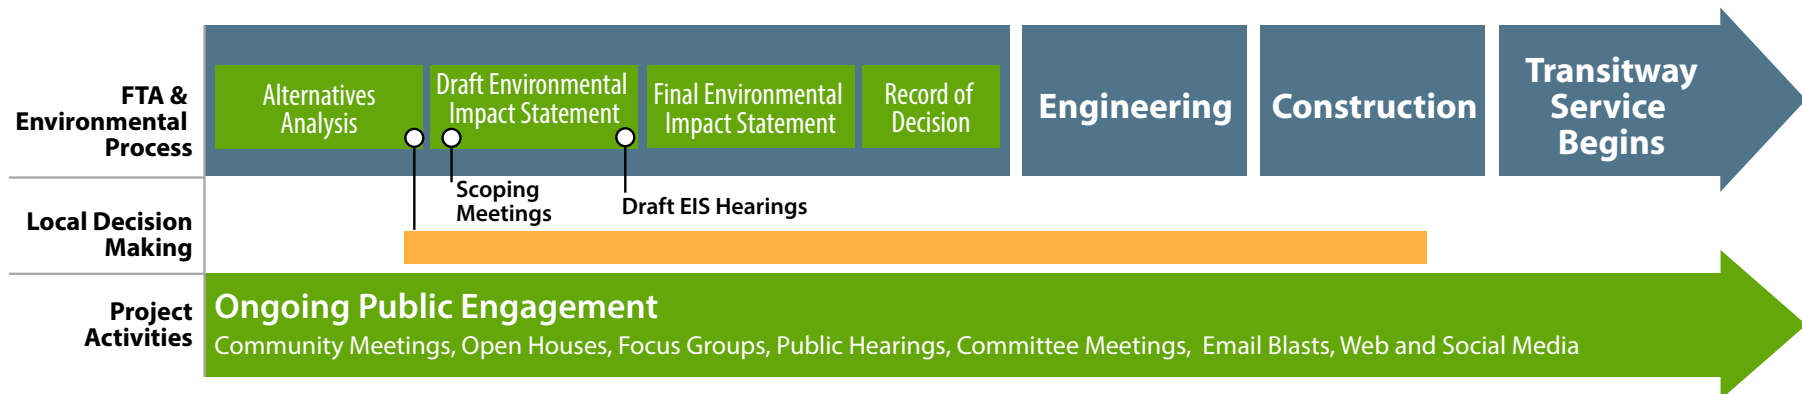 FTA &
Environmental
Process
Alternatives
Analysis
Draft Environmental
Impact Statement
Final Environmental
Impact Statement
Record of
Decision
Engineering
Construction
Transitway
Service
Begins
Scoping
Meetings
Draft EIS Hearings
Local Decision
Making
Project
Activities
Ongoing Public Engagement
Community Meetings, Open Houses, Focus Groups, Public Hearings, Committee Meetings, Email Blasts, Web and Social Media